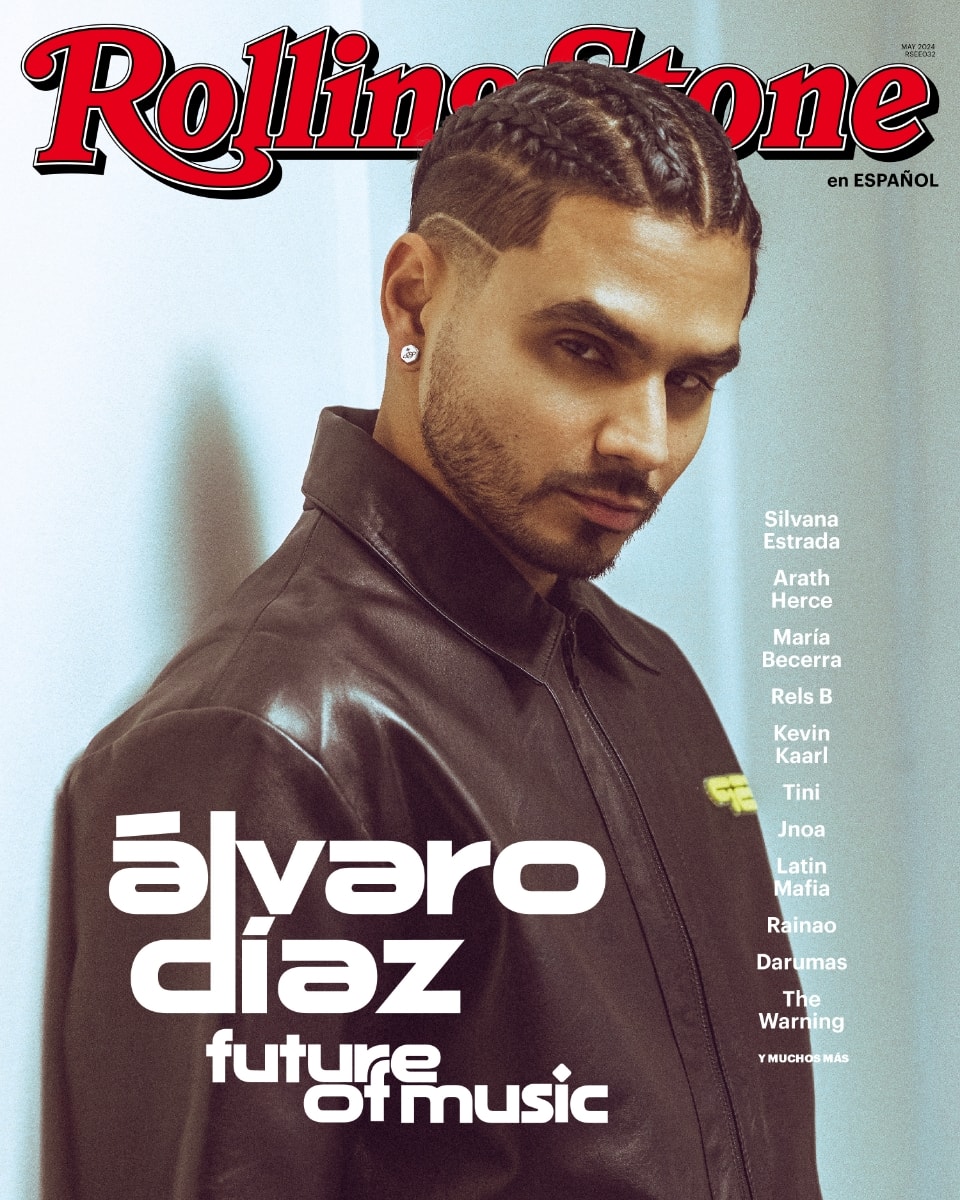 Rolling Stone
MAY 2024
RSEE032
en ESPAÑOL
Silvana
Estrada
Arath
Herce
María
Becerra
Rels B
Kevin
Kaarl
Tini
Jnoa
Latin
Mafia
Rainao
Darumas
The
Warning
Y MUCHOS MÁS
álvaro
díaz
future
of music